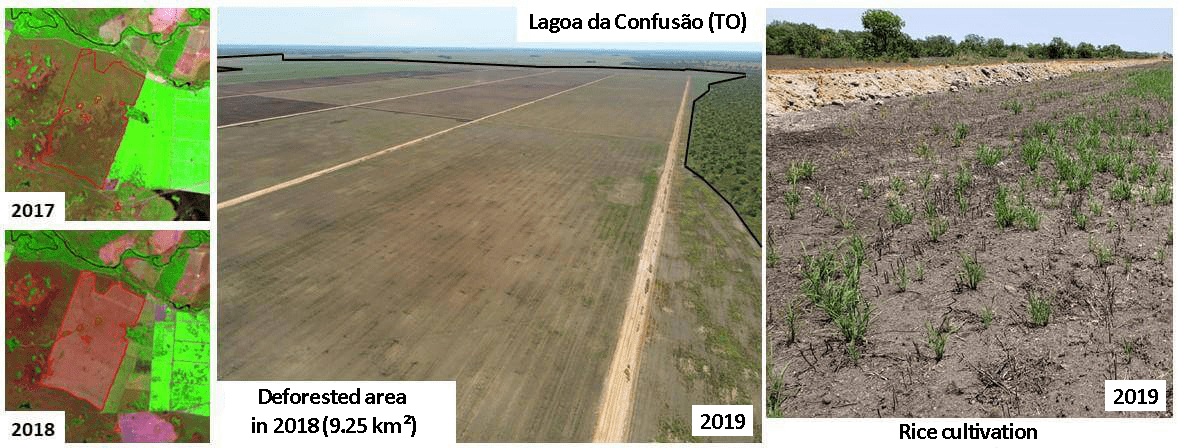 Lagoa da Confusão (TO)
2017
2018
Deforested area
in 2018 (9.25 km²)
2019
2019
Rice cultivation